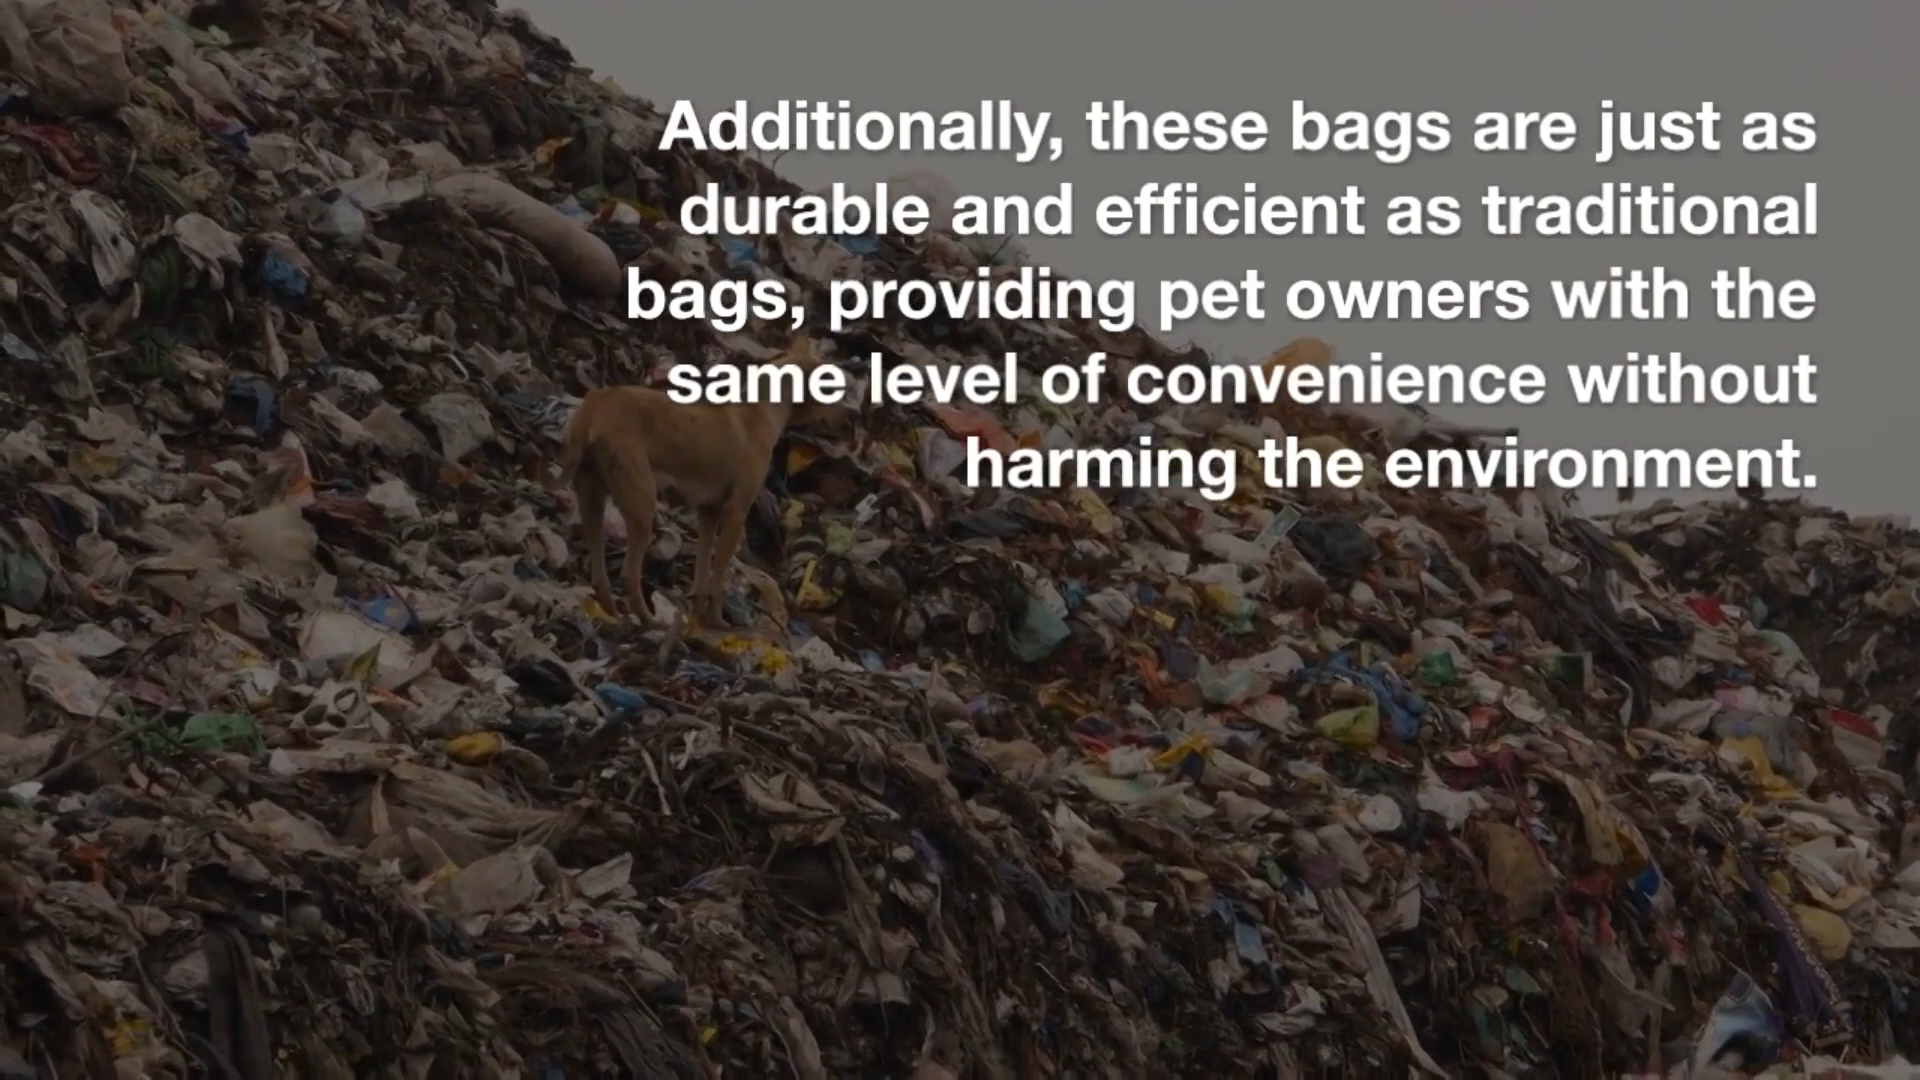 Additionally, these bags are just as
durable and efficient as traditional
bags, providing pet owners with the
same level of convenience without
harming the environment.